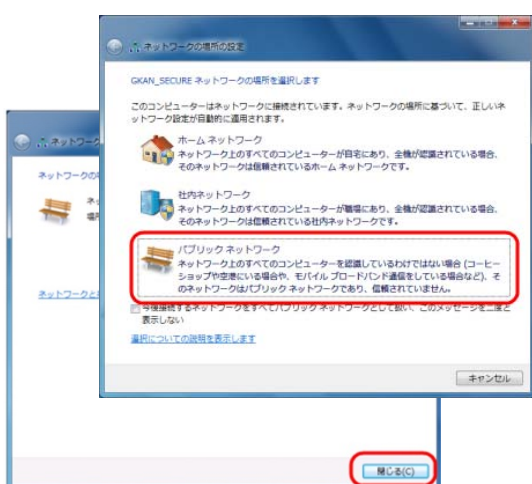 ネットワークの場所の設定
GKAN_SECURE ネットワークの場所を選択します
このコンピューターはネットワークに接続されています。ネットワークの場所に基づいて、正しいネ
ットワーク設定が自動的に適用されます。
ホーム ネットワーク
ネットワーク上のすべてのコンピューターが自宅にあり、全機が認識されている場合、
そのネットワークは信頼されているホーム ネットワークです。
社内ネットワーク
ネットワーク上のすべてのコンピューターが職場にあり、全機が認識されている場合、
そのネットワークは信頼されている社内ネットワークです。
パブリック ネットワーク
ネットワーク上のすべてのコンピューターを認識しているわけではない場合 (コーヒー
ショップや空港にいる場合や、モバイル ブロードバンド通信をしている場合など)、そ
のネットワークはパブリック ネットワークであり、信頼されていません。
今後接続するネットワークをすべてパブリック ネットワークとして扱い、このメッセージを二度と
表示しない
選択についての説明を表示します
キャンセル
ネットワーク
ネットワークの
ネッ
場所
ネットワークと
閉じる(C)